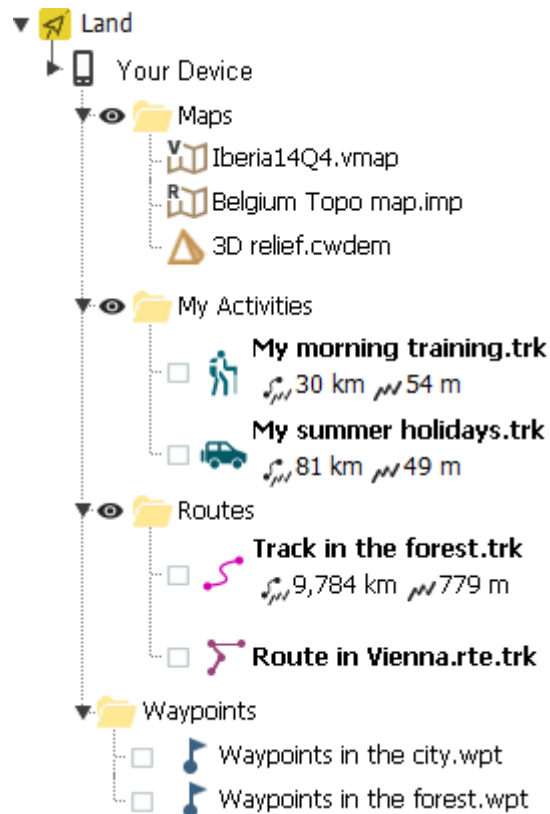 Land
Your Device
Maps
V Iberia14Q4.vmap
R Belgium Topo map.imp
3D relief.cwdem
My Activities
My morning training.trk
30 km 54 m
My summer holidays.trk
81 km 49 m
Routes
Track in the forest.trk
9,784 km 779 m
Route in Vienna.rte.trk
Waypoints
Waypoints in the city.wpt
Waypoints in the forest.wpt